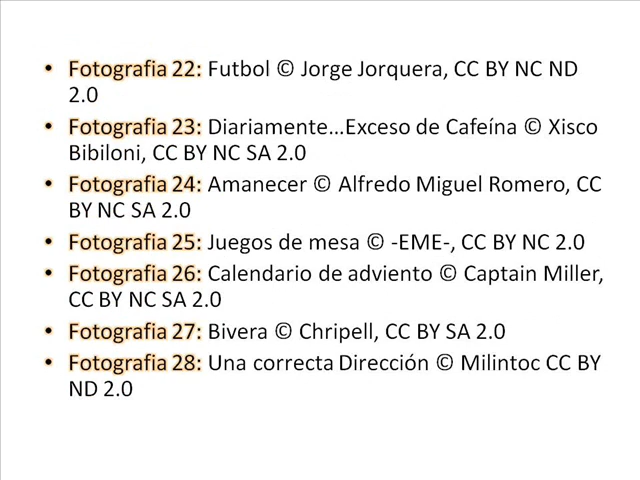 • Fotografia 22: Futbol © Jorge Jorquera, CC BY NC ND
2.0
• Fotografia 23: Diariamente...Exceso de Cafeína © Xisco
Bibiloni, CC BY NC SA 2.0
• Fotografia 24: Amanecer © Alfredo Miguel Romero, CC
BY NC SA 2.0
• Fotografia 25: Juegos de mesa © -EME-, CC BY NC 2.0
• Fotografia 26: Calendario de adviento © Captain Miller,
CC BY NC SA 2.0
• Fotografia 27: Bivera © Chripell, CC BY SA 2.0
• Fotografia 28: Una correcta Dirección © Milintoc CC BY
ND 2.0